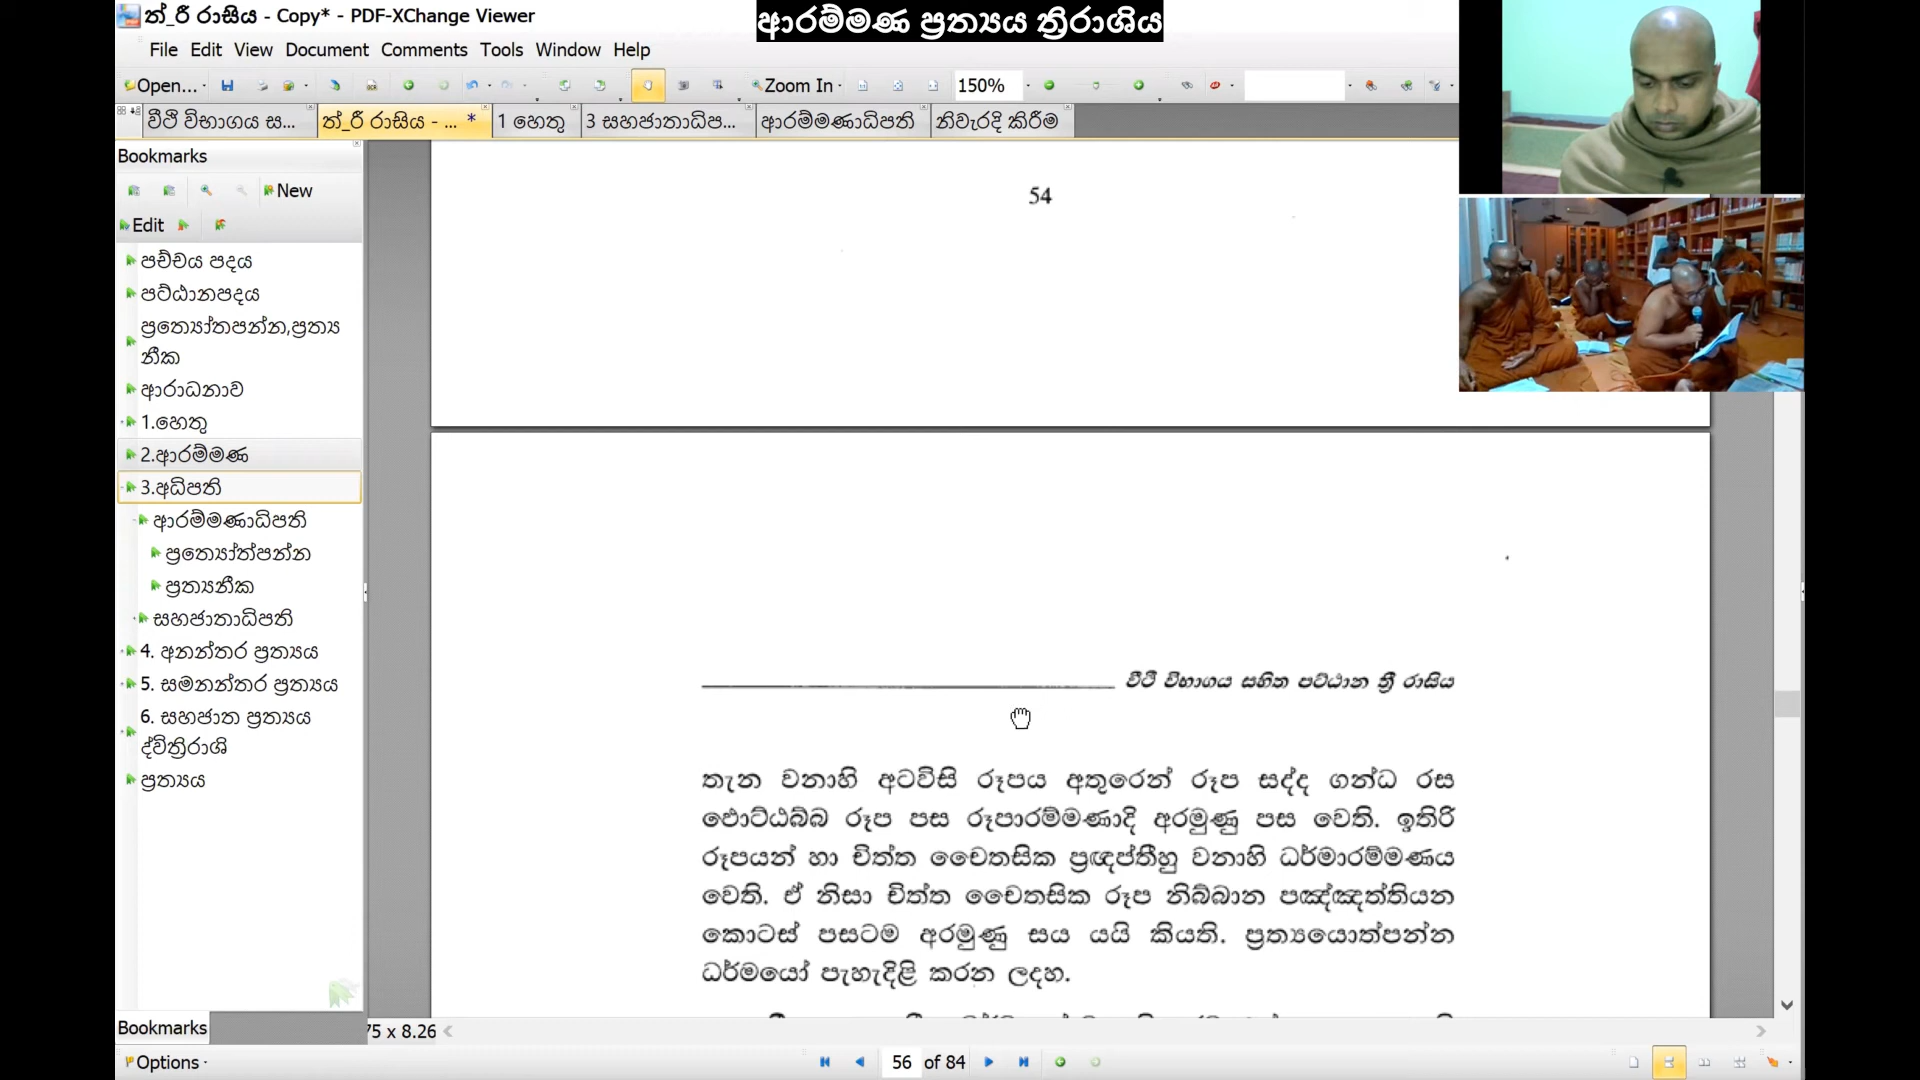 ත්_රී රාසිය - Copy* - PDF-XChange Viewer
ආරම්මණ ප්‍රත්‍යය ත්‍රිරාශිය
File Edit View Document Comments Tools Window Help
Open... Zoom In 150%
වීථි විභාගය ස... ත්_රී රාසිය - ... * 1 හෙතු 3 සහජාතාධිප... ආරම්මණාධිපති නිවැරදි කිරීම
Bookmarks
New
Edit
පච්චය පදය
පට්ඨානපදය
ප්‍රත්‍යෝතපන්න,ප්‍රත්‍ය
නීක
ආරාධනාව
1.හෙතු
2.ආරම්මණ
3.අධිපති
ආරම්මණාධිපති
ප්‍රත්‍යෝත්පන්න
ප්‍රත්‍යනීක
සහජාතාධිපති
4. අනන්තර ප්‍රත්‍යය
5. සමනන්තර ප්‍රත්‍යය
6. සහජාත ප්‍රත්‍යය
ද්විත්‍රිරාශි
ප්‍රත්‍යය
54
වීථි විභාගය සහිත පට්ඨාන ත්‍රී රාසිය
තැන වනාහි අටවිසි රූපය අතුරෙන් රූප සද්ද ගන්ධ රස
ඵොට්ඨබ්බ රූප පස රූපාරම්මණාදි අරමුණු පස වෙති. ඉතිරි
රූපයන් හා චිත්ත චෛතසික ප්‍රඥප්තීහු වනාහි ධර්මාරම්මණය
වෙති. ඒ නිසා චිත්ත චෛතසික රූප නිබ්බාන පඤ්ඤත්තියන
කොටස් පසටම අරමුණු සය යයි කියති. ප්‍රත්‍යයොත්පන්න
ධර්මයෝ පැහැදිළි කරන ලදහ.
Bookmarks
75 x 8.26
Options
56 of 84